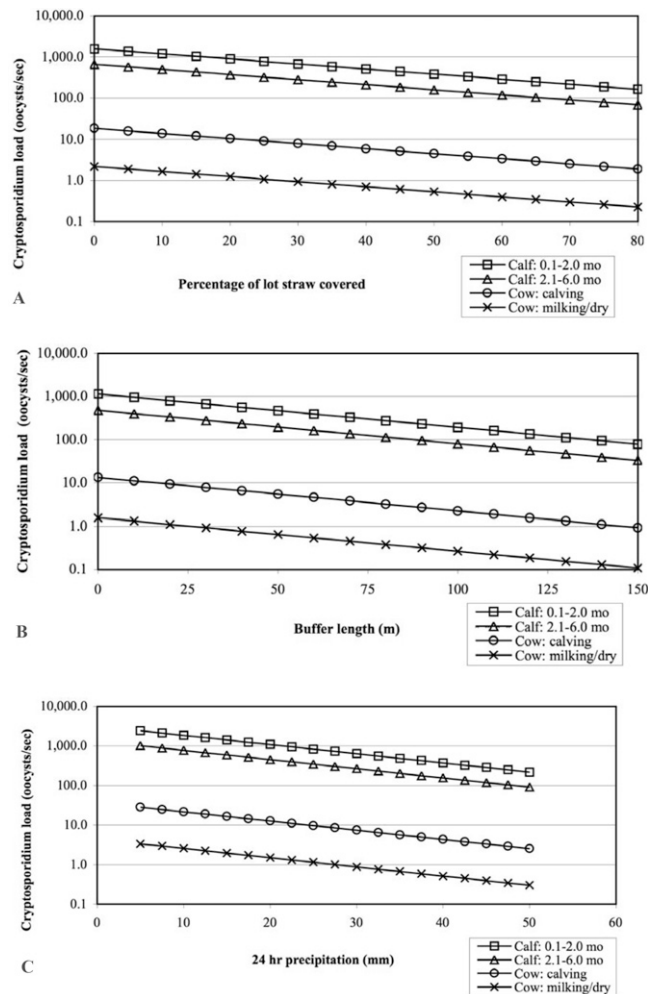 10,000.0
1,000.0
100.0
10.0
1.0
0.1
Cryptosporidium load (oocysts/sec)
0 10 20 30 40 50 60 70 80
Percentage of lot straw covered
Calf: 0.1-2.0 mo
Calf: 2.1-6.0 mo
Cow: calving
Cow: milking/dry
A
10,000.0
1,000.0
100.0
10.0
1.0
0.1
Cryptosporidium load (oocysts/sec)
0 25 50 75 100 125 150
Buffer length (m)
Calf: 0.1-2.0 mo
Calf: 2.1-6.0 mo
Cow: calving
Cow: milking/dry
B
10,000.0
1,000.0
100.0
10.0
1.0
0.1
Cryptosporidium load (oocysts/sec)
0 10 20 30 40 50 60
24 hr precipitation (mm)
Calf: 0.1-2.0 mo
Calf: 2.1-6.0 mo
Cow: calving
Cow: milking/dry
C